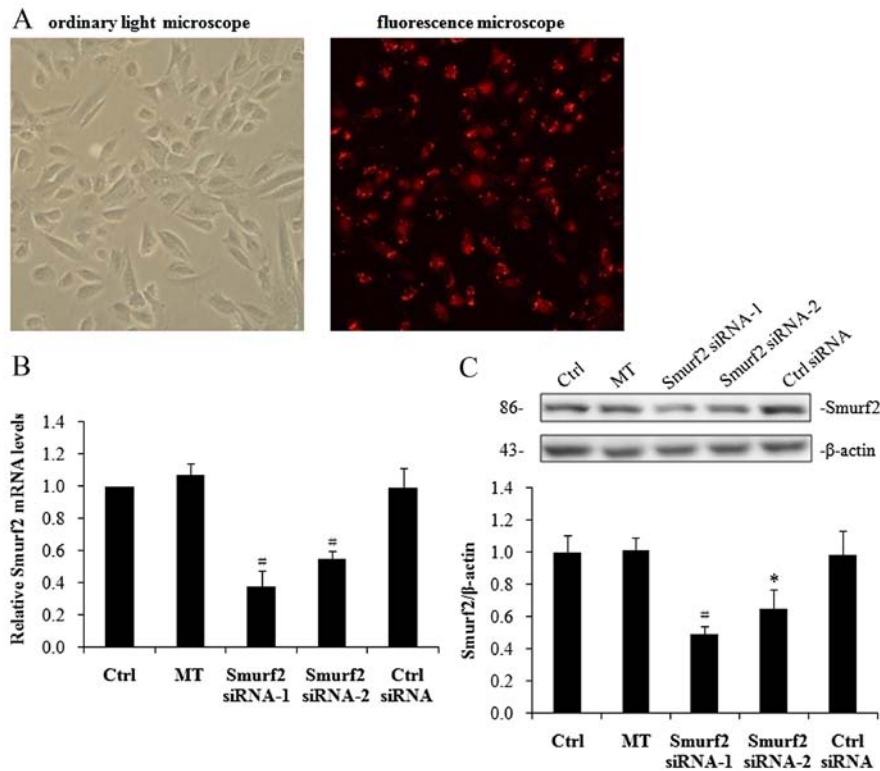 A
ordinary light microscope
fluorescence microscope
B
Relative Smurf2 mRNA levels
1.4
1.2
1.0
0.8
0.6
0.4
0.2
0.0
#
#
Ctrl
MT
Smurf2
siRNA-1
Smurf2
siRNA-2
Ctrl
siRNA
C
Ctrl
MT
Smurf2 siRNA-1
Smurf2 siRNA-2
Ctrl siRNA
86-
-Smurf2
43-
-β-actin
Smurf2/β-actin
1.4
1.2
1.0
0.8
0.6
0.4
0.2
0.0
#
*
Ctrl
MT
Smurf2
siRNA-1
Smurf2
siRNA-2
Ctrl
siRNA